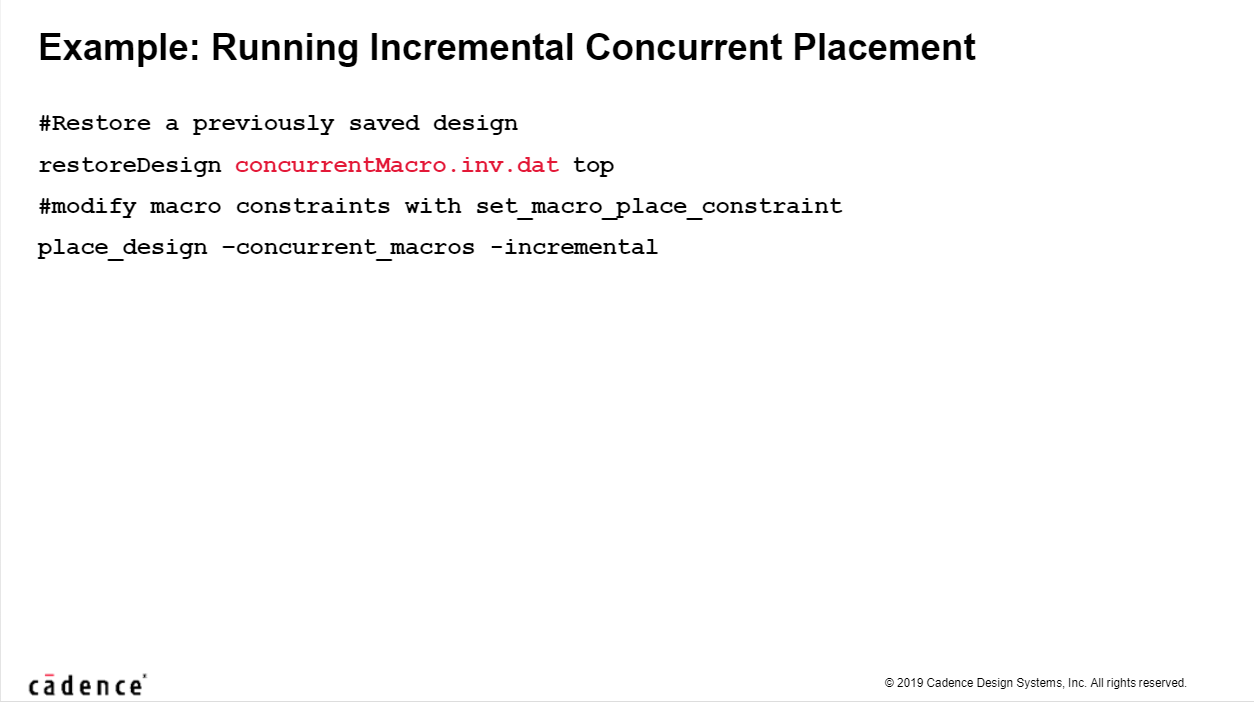 Example: Running Incremental Concurrent Placement
#Restore a previously saved design
restoreDesign concurrentMacro.inv.dat top
#modify macro constraints with set_macro_place_constraint
place_design –concurrent_macros -incremental
cādence
© 2019 Cadence Design Systems, Inc. All rights reserved.